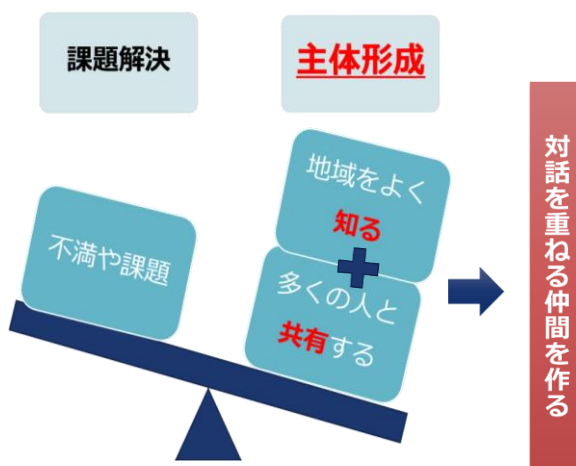 課題解決
主体形成
不満や課題
地域をよく
知る
多くの人と
共有する
対話を重ねる仲間を作る